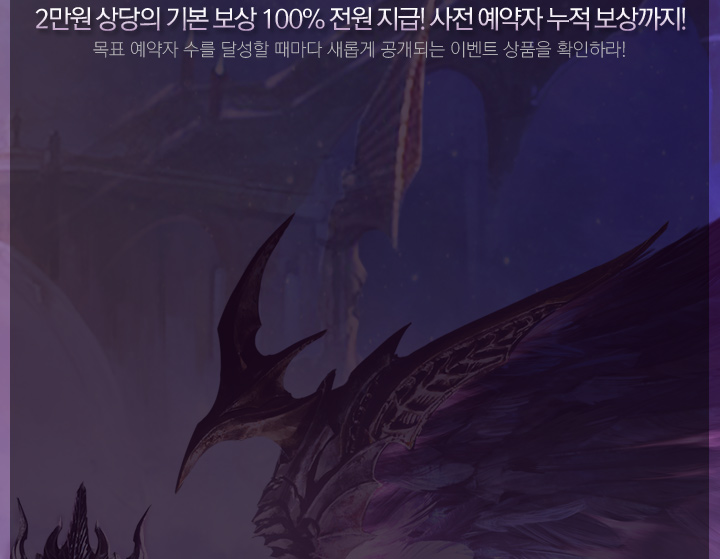 2만원 상당의 기본 보상 100% 전원 지급! 사전 예약자 누적 보상까지!
목표 예약자 수를 달성할 때마다 새롭게 공개되는 이벤트 상품을 확인하라!